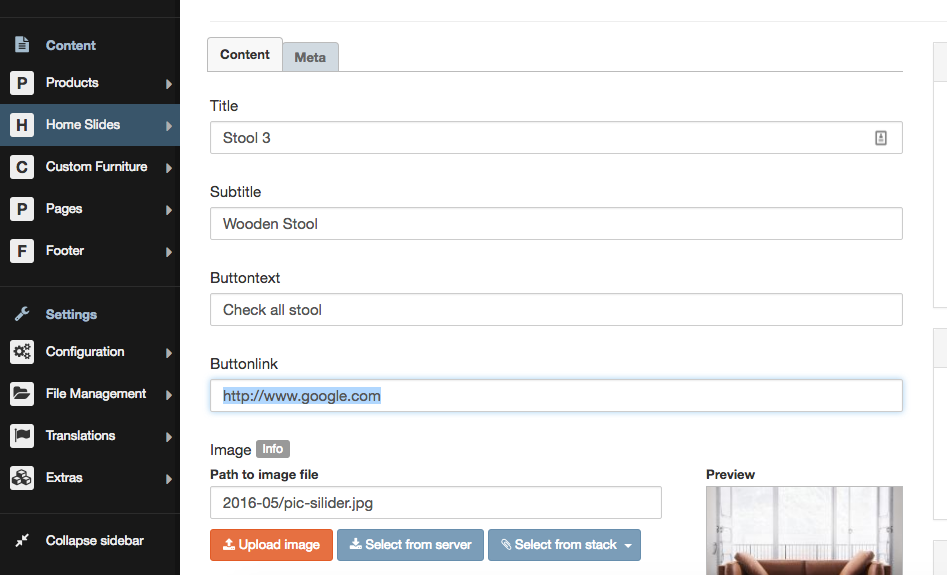 Content
P Products
H Home Slides
C Custom Furniture
P Pages
F Footer
Settings
Configuration
File Management
Translations
Extras
Collapse sidebar
Content Meta
Title
Stool 3
Subtitle
Wooden Stool
Buttontext
Check all stool
Buttonlink
http://www.google.com
Image Info
Path to image file
2016-05/pic-silider.jpg
Upload image Select from server Select from stack
Preview